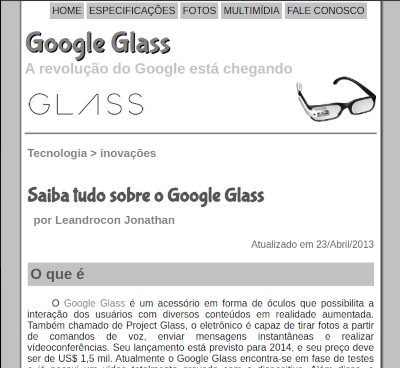 HOME ESPECIFICAÇÕES FOTOS MULTIMÍDIA FALE CONOSCO
Google Glass
A revolução do Google está chegando
GLASS
Tecnologia > inovações
Saiba tudo sobre o Google Glass
por Leandrocon Jonathan
Atualizado em 23/Abril/2013
O que é
O Google Glass é um acessório em forma de óculos que possibilita a
interação dos usuários com diversos conteúdos em realidade aumentada.
Também chamado de Project Glass, o eletrônico é capaz de tirar fotos a partir
de comandos de voz, enviar mensagens instantâneas e realizar
vídeoconferências. Seu lançamento está previsto para 2014, e seu preço deve
ser de US$ 1,5 mil. Atualmente o Google Glass encontra-se em fase de testes